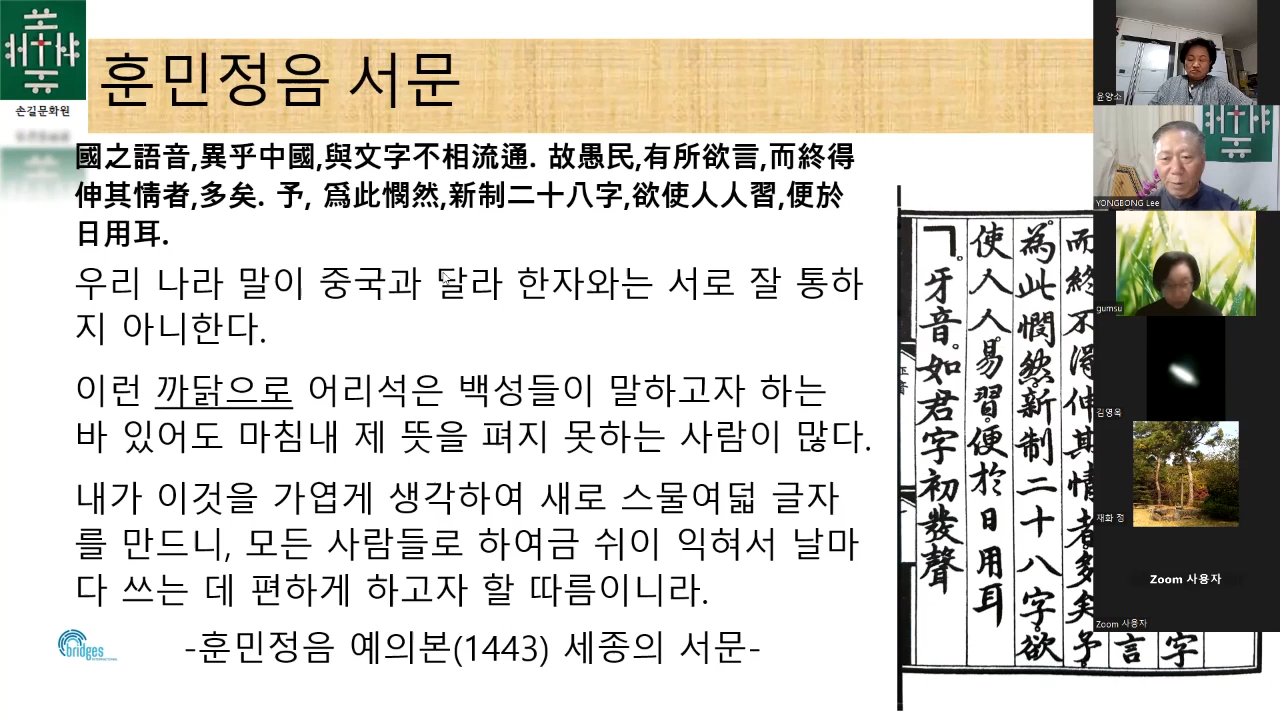 손길문화원
훈민정음 서문
國之語音,異乎中國,與文字不相流通. 故愚民,有所欲言,而終得
伸其情者,多矣. 予, 爲此憫然,新制二十八字,欲使人人習,便於
日用耳.
우리 나라 말이 중국과 달라 한자와는 서로 잘 통하
지 아니한다.
이런 까닭으로 어리석은 백성들이 말하고자 하는
바 있어도 마침내 제 뜻을 펴지 못하는 사람이 많다.
내가 이것을 가엽게 생각하여 새로 스물여덟 글자
를 만드니, 모든 사람들로 하여금 쉬이 익혀서 날마
다 쓰는 데 편하게 하고자 할 따름이니라.
-훈민정음 예의본(1443) 세종의 서문-
bridges
字
言
而終不得伸其情者多矣予
為此憫然新制二十八字欲
使人人易習便於日用耳
ㄱ牙音如君字初發聲
윤양소
YONGBONG Lee
gumsu
김영옥
재화 정
Zoom 사용자
Zoom 사용자